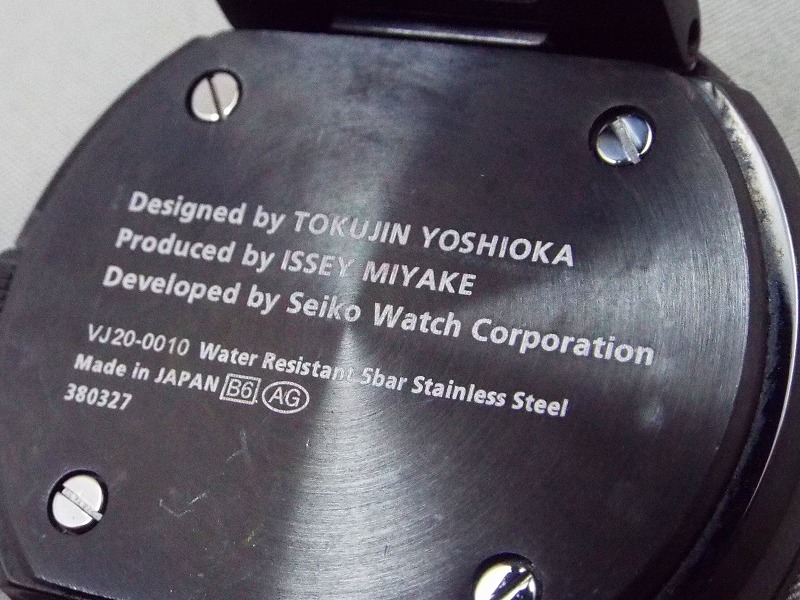 Designed by TOKUJIN YOSHIOKA
Produced by ISSEY MIYAKE
Developed by Seiko Watch Corporation
VJ20-0010 Water Resistant 5bar Stainless Steel
Made in JAPAN B6 AG
380327